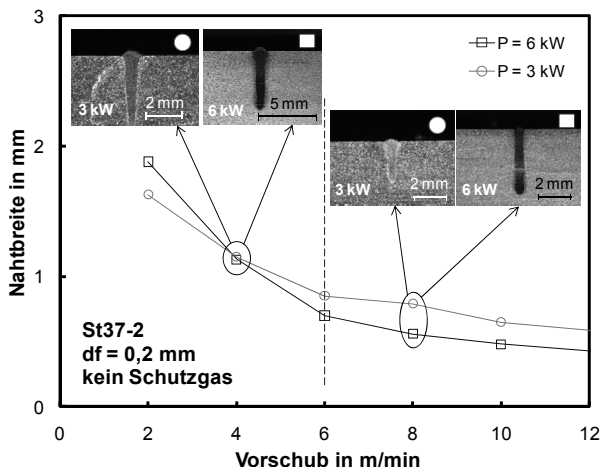 3
P = 6 kW
P = 3 kW
3 kW
2 mm
6 kW
5 mm
2
3 kW
6 kW
2 mm
2 mm
Nahtbreite in mm
1
St37-2
df = 0,2 mm
kein Schutzgas
0
0 2 4 6 8 10 12
Vorschub in m/min